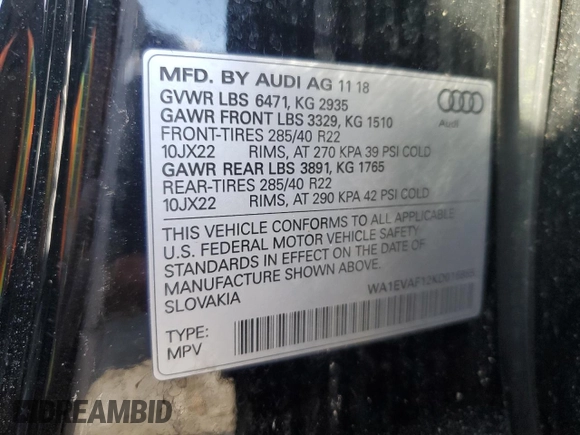 MFD. BY AUDI AG 11 18
GVWR LBS 6471, KG 2935
GAWR FRONT LBS 3329, KG 1510
FRONT-TIRES 285/40 R22
10JX22 RIMS, AT 270 KPA 39 PSI COLD
GAWR REAR LBS 3891, KG 1765
REAR-TIRES 285/40 R22
10JX22 RIMS, AT 290 KPA 42 PSI COLD
Audi
THIS VEHICLE CONFORMS TO ALL APPLICABLE
U.S. FEDERAL MOTOR VEHICLE SAFETY
STANDARDS IN EFFECT ON THE DATE OF
MANUFACTURE SHOWN ABOVE.
SLOVAKIA
TYPE:
MPV
DREAMBID